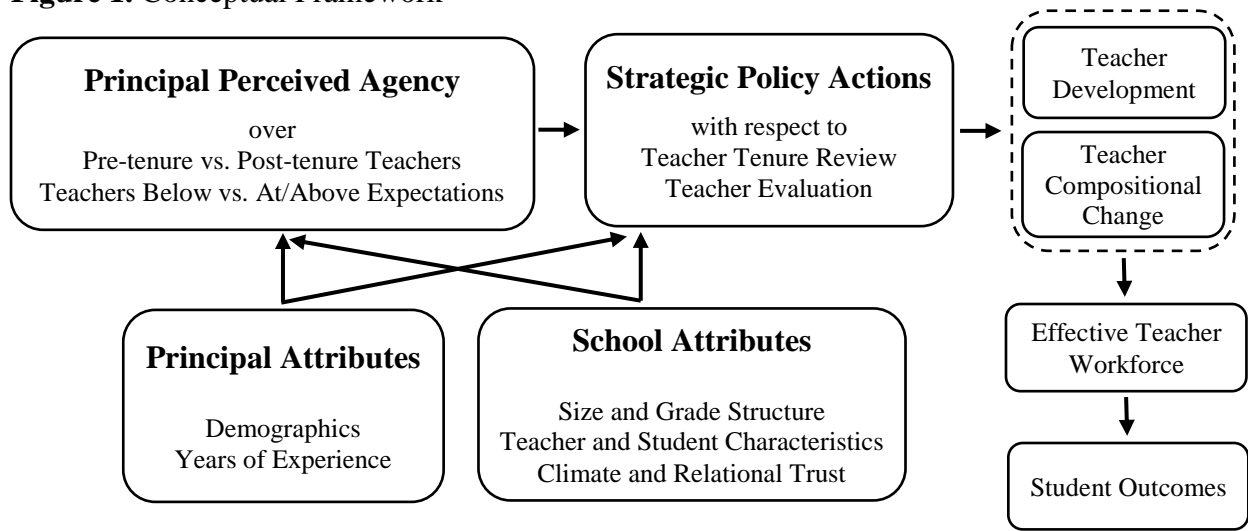 Figure 1. Conceptual Framework
Principal Perceived Agency
over
Pre-tenure vs. Post-tenure Teachers
Teachers Below vs. At/Above Expectations
Strategic Policy Actions
with respect to
Teacher Tenure Review
Teacher Evaluation
Teacher
Development
Teacher
Compositional
Change
Principal Attributes
Demographics
Years of Experience
School Attributes
Size and Grade Structure
Teacher and Student Characteristics
Climate and Relational Trust
Effective Teacher
Workforce
Student Outcomes